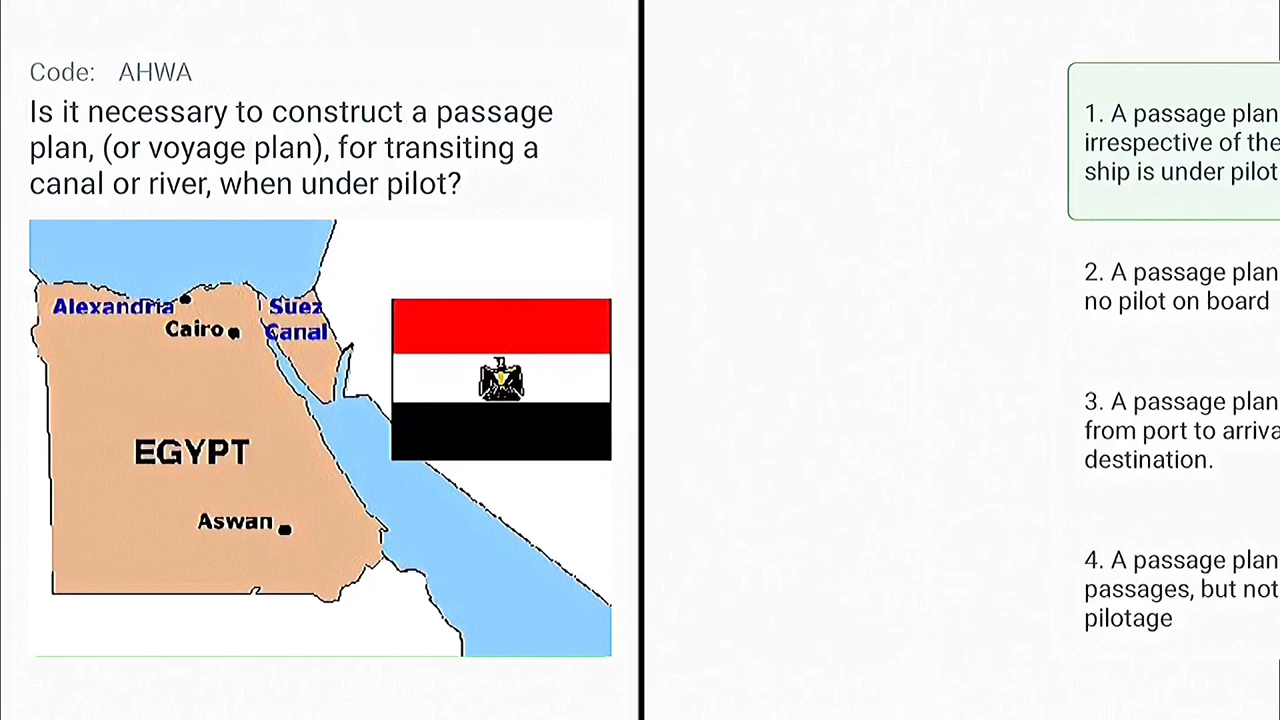 Code: AHWA
Is it necessary to construct a passage
plan, (or voyage plan), for transiting a
canal or river, when under pilot?
Alexandria
Suez
Canal
Cairo
EGYPT
Aswan
1. A passage plan
irrespective of the
ship is under pilot
2. A passage plan
no pilot on board
3. A passage plan
from port to arriva
destination.
4. A passage plan
passages, but not
pilotage